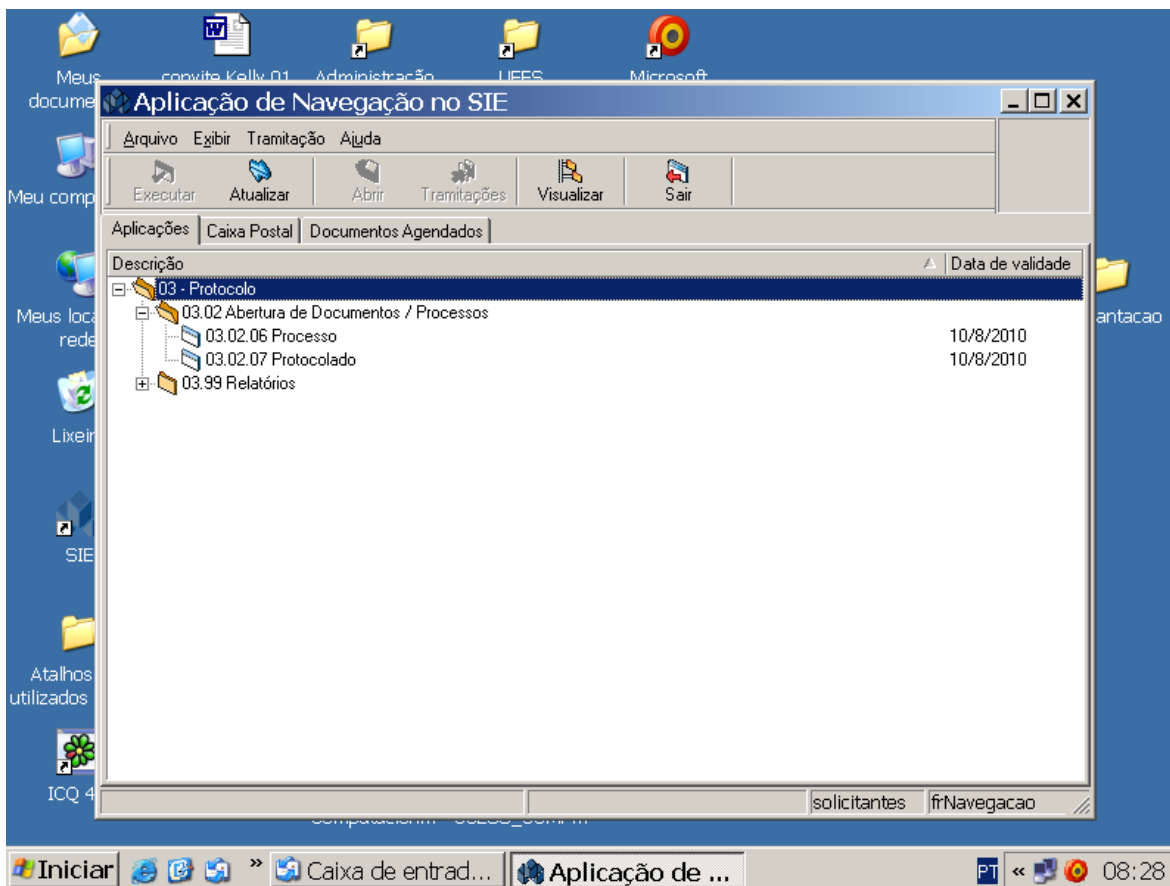 Meus
docume
Administração
UFES
Microsoft
Aplicação de Navegação no SIE
Arquivo Exibir Tramitação Ajuda
Executar Atualizar Abrir Tramitações Visualizar Sair
Meu comp
Aplicações Caixa Postal Documentos Agendados
Descrição Data de validade
03 - Protocolo
03.02 Abertura de Documentos / Processos
03.02.06 Processo 10/8/2010
03.02.07 Protocolado 10/8/2010
03.99 Relatórios
Meus loca
rede
antacao
Lixeir
SIE
Atalhos
utilizados
ICQ 4
solicitantes frNavegacao
Iniciar » Caixa de entrad... Aplicação de ... PT « 08:28